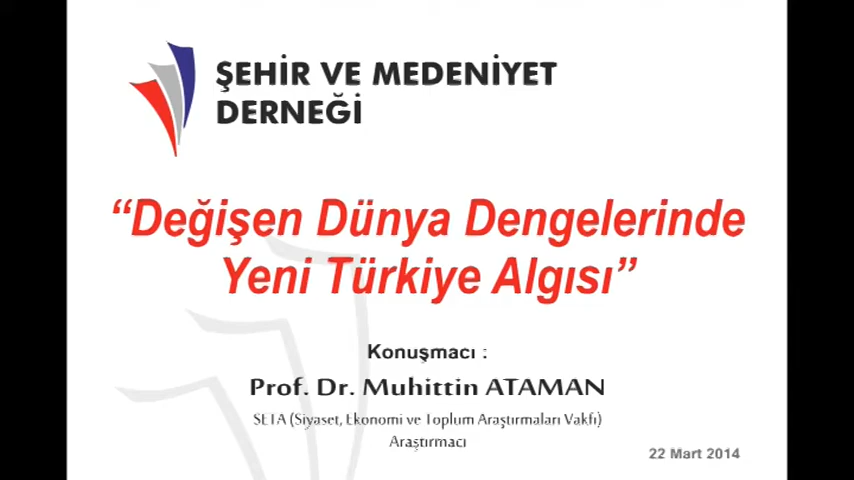 ŞEHİR VE MEDENİYET
DERNEĞİ
“Değişen Dünya Dengelerinde
Yeni Türkiye Algısı”
Konuşmacı :
Prof. Dr. Muhittin ATAMAN
SETA (Siyaset, Ekonomi ve Toplum Araştırmaları Vakfı)
Araştırmacı
22 Mart 2014